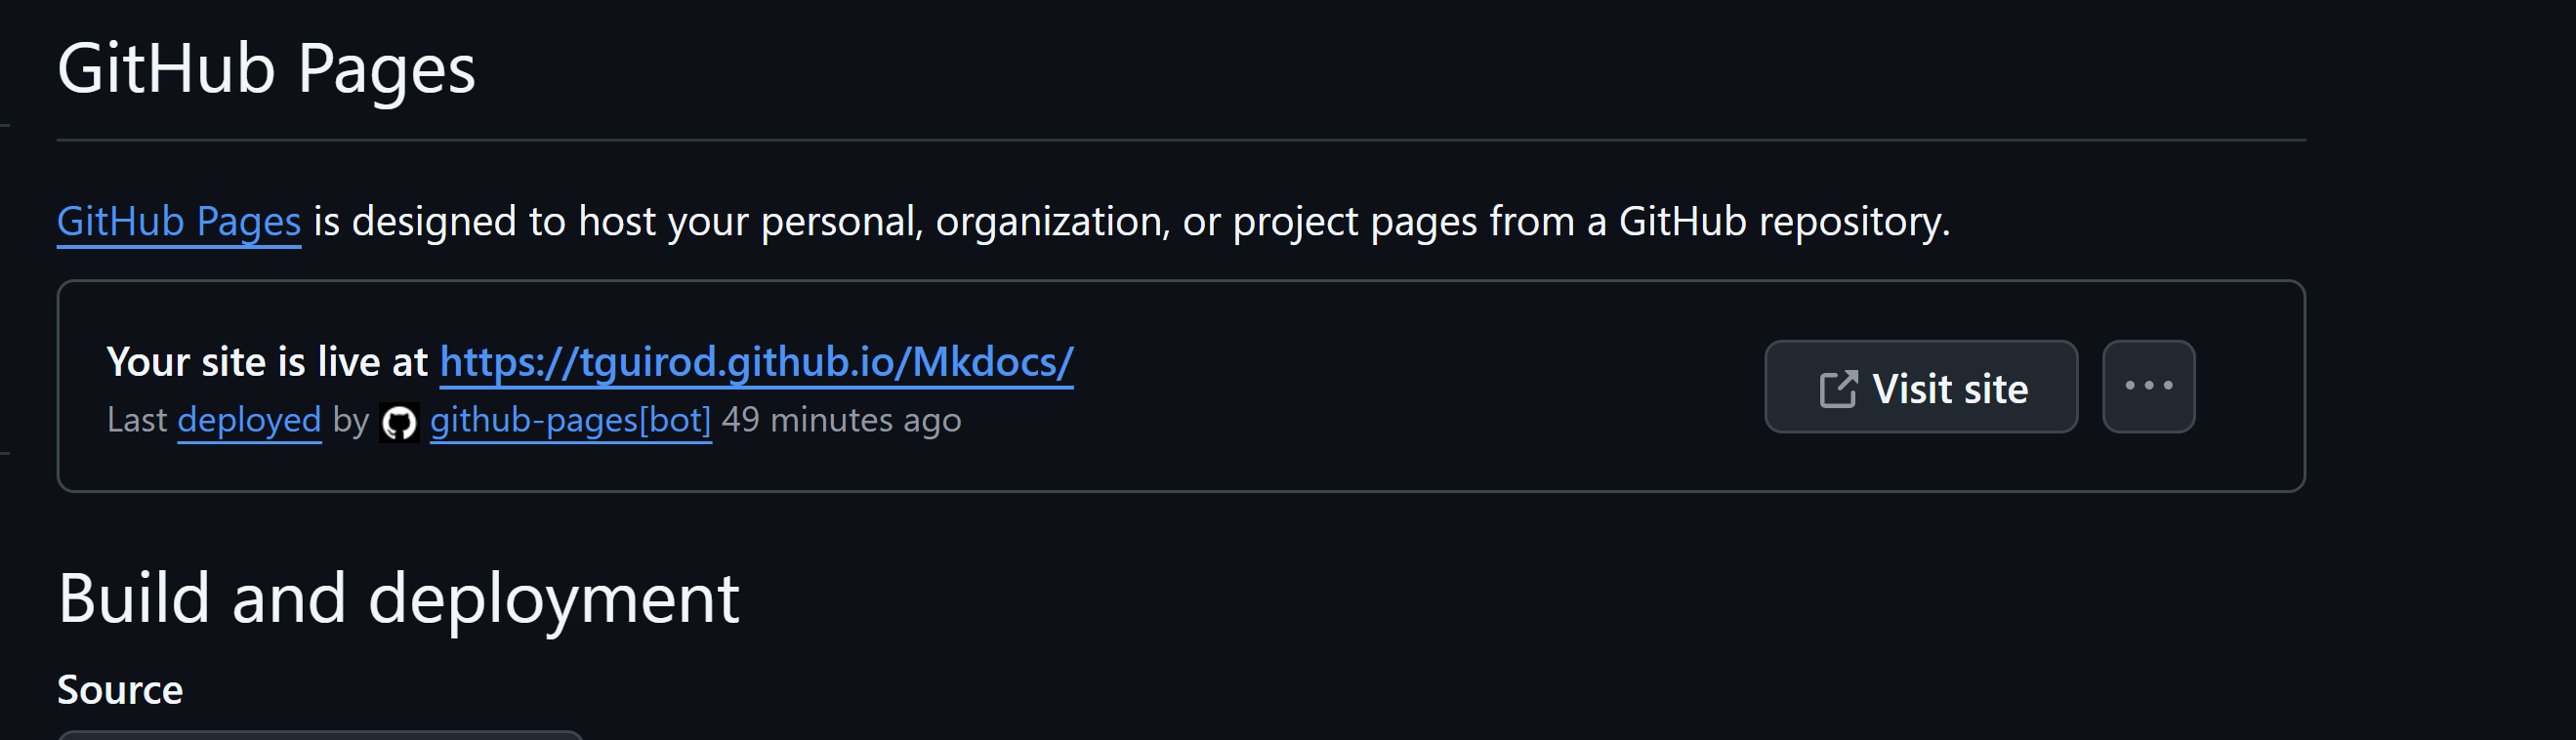 GitHub Pages
GitHub Pages is designed to host your personal, organization, or project pages from a GitHub repository.
Your site is live at https://tguirod.github.io/Mkdocs/
Last deployed by github-pages[bot] 49 minutes ago
Visit site
Build and deployment
Source